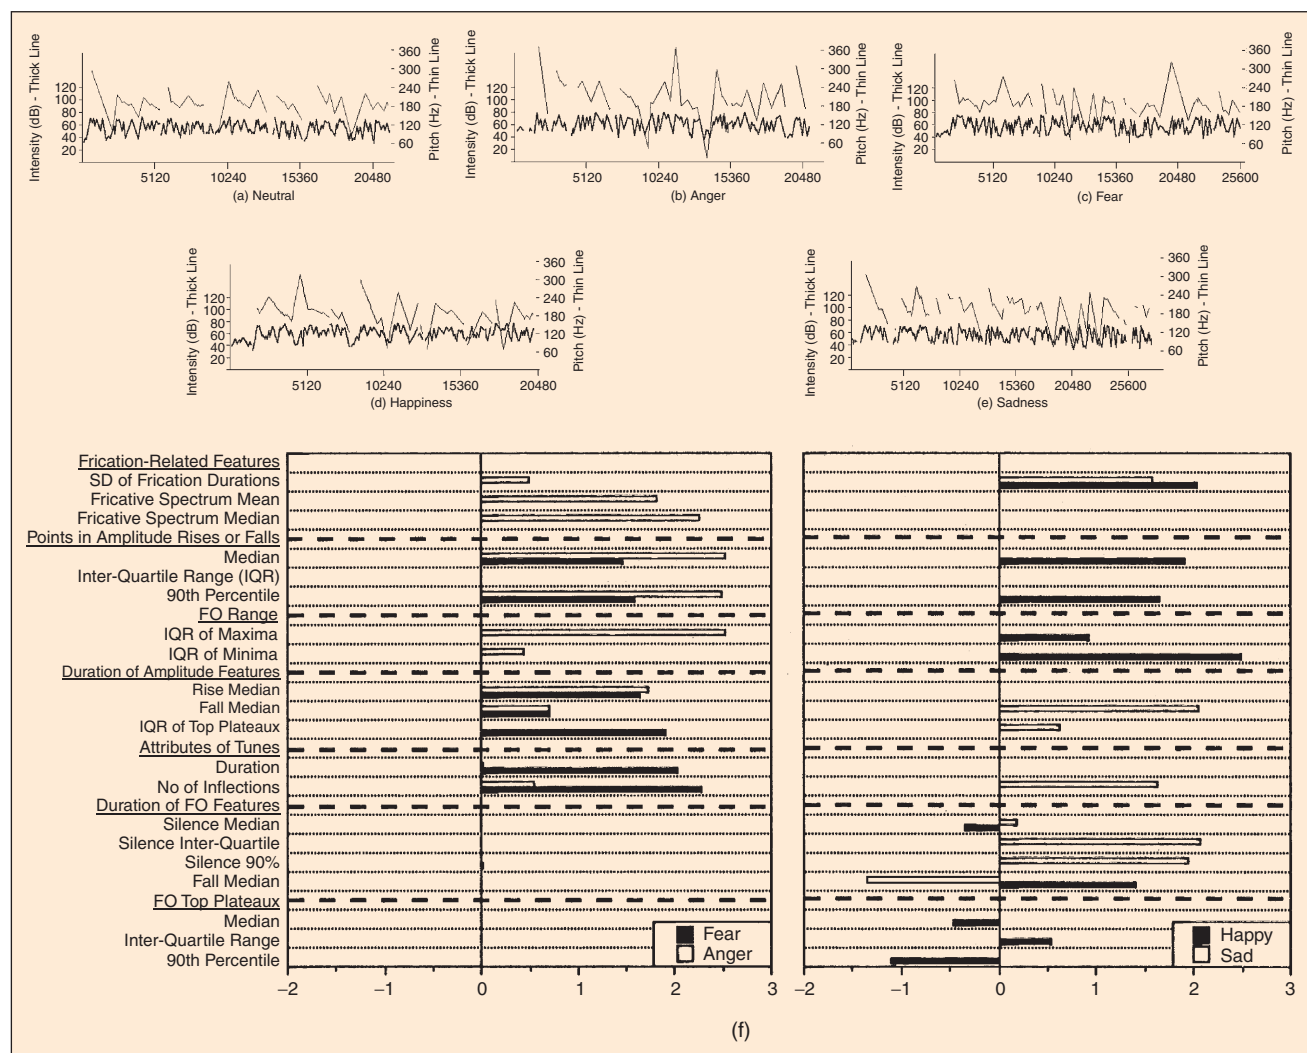 Intensity (dB) - Thick Line
120
100
80
60
40
20
360
300
240
180
120
60
Pitch (Hz) - Thin Line
5120 10240 15360 20480
(a) Neutral
Intensity (dB) - Thick Line
120
100
80
60
40
20
360
300
240
180
120
60
Pitch (Hz) - Thin Line
5120 10240 15360 20480
(b) Anger
Intensity (dB) - Thick Line
120
100
80
60
40
20
360
300
240
180
120
60
Pitch (Hz) - Thin Line
5120 10240 15360 20480 25600
(c) Fear
Intensity (dB) - Thick Line
120
100
80
60
40
20
360
300
240
180
120
60
Pitch (Hz) - Thin Line
5120 10240 15360 20480
(d) Happiness
Intensity (dB) - Thick Line
120
100
80
60
40
20
360
300
240
180
120
60
Pitch (Hz) - Thin Line
5120 10240 15360 20480 25600
(e) Sadness
Frication-Related Features
SD of Frication Durations
Fricative Spectrum Mean
Fricative Spectrum Median
Points in Amplitude Rises or Falls
Median
Inter-Quartile Range (IQR)
90th Percentile
FO Range
IQR of Maxima
IQR of Minima
Duration of Amplitude Features
Rise Median
Fall Median
IQR of Top Plateaux
Attributes of Tunes
Duration
No of Inflections
Duration of FO Features
Silence Median
Silence Inter-Quartile
Silence 90%
Fall Median
FO Top Plateaux
Median
Inter-Quartile Range
90th Percentile
Fear
Anger
−2 −1 0 1 2 3
Happy
Sad
−2 −1 0 1 2 3
(f)